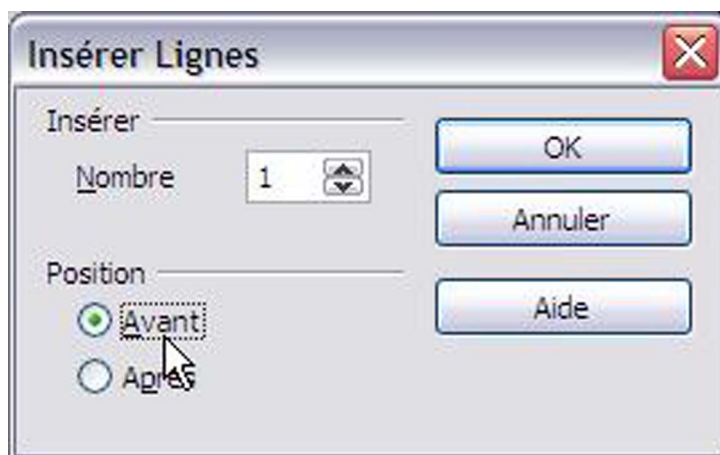 Insérer Lignes
Insérer
Nombre 1
OK
Annuler
Position
Avant
Après
Aide